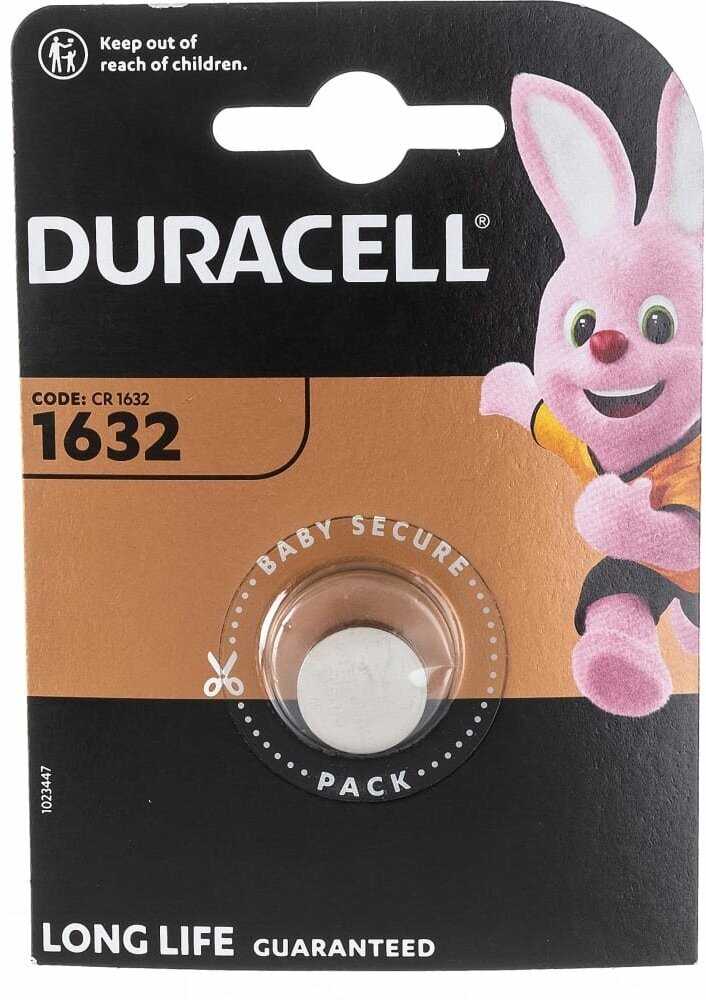 Keep out of
reach of children.
DURACELL®
CODE: CR 1632
1632
BABY SECURE
PACK
1023447
LONG LIFE GUARANTEED